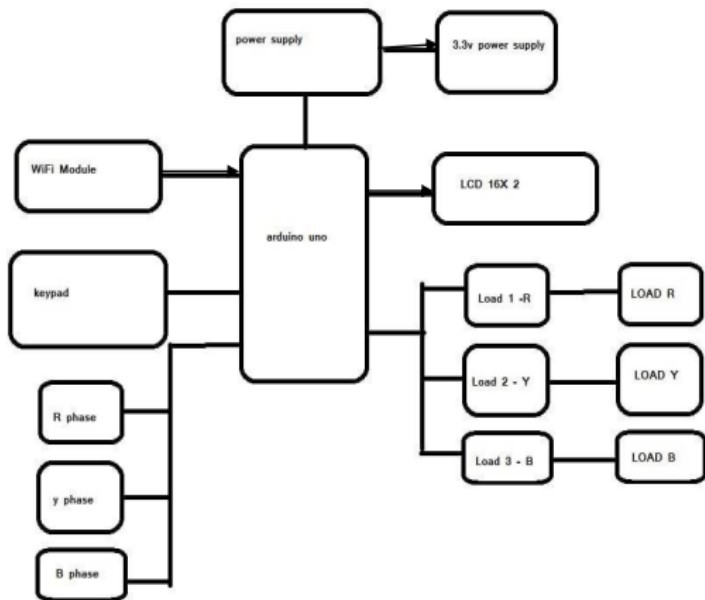 power supply
3.3v power supply
WiFi Module
LCD 16X 2
arduino uno
keypad
Load 1 -R
LOAD R
Load 2 - Y
LOAD Y
R phase
Load 3 - B
LOAD B
y phase
B phase